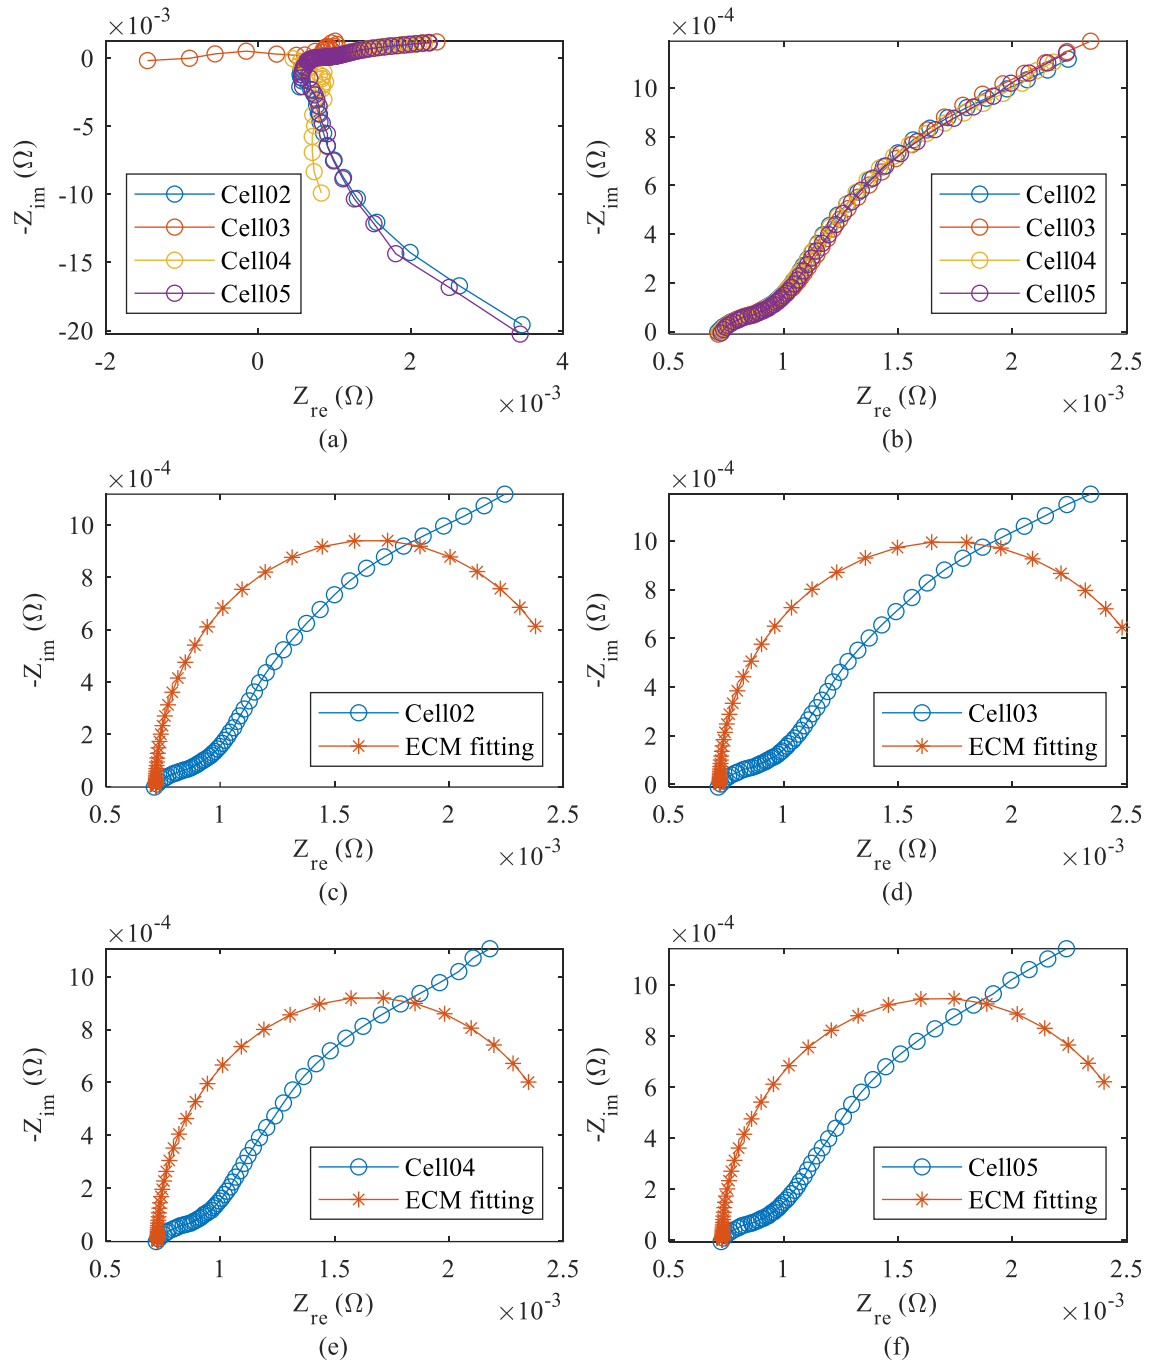 ×10⁻³
0
-5
-10
-15
-20
-Z_im (Ω)
Cell02
Cell03
Cell04
Cell05
-2 0 2 4
Z_re (Ω)
×10⁻³
(a)
×10⁻⁴
10
8
6
4
2
0
-Z_im (Ω)
Cell02
Cell03
Cell04
Cell05
0.5 1 1.5 2 2.5
Z_re (Ω)
×10⁻³
(b)
×10⁻⁴
10
8
6
4
2
0
-Z_im (Ω)
Cell02
ECM fitting
0.5 1 1.5 2 2.5
Z_re (Ω)
×10⁻³
(c)
×10⁻⁴
10
8
6
4
2
0
-Z_im (Ω)
Cell03
ECM fitting
0.5 1 1.5 2 2.5
Z_re (Ω)
×10⁻³
(d)
×10⁻⁴
10
8
6
4
2
0
-Z_im (Ω)
Cell04
ECM fitting
0.5 1 1.5 2 2.5
Z_re (Ω)
×10⁻³
(e)
×10⁻⁴
10
8
6
4
2
0
-Z_im (Ω)
Cell05
ECM fitting
0.5 1 1.5 2 2.5
Z_re (Ω)
×10⁻³
(f)